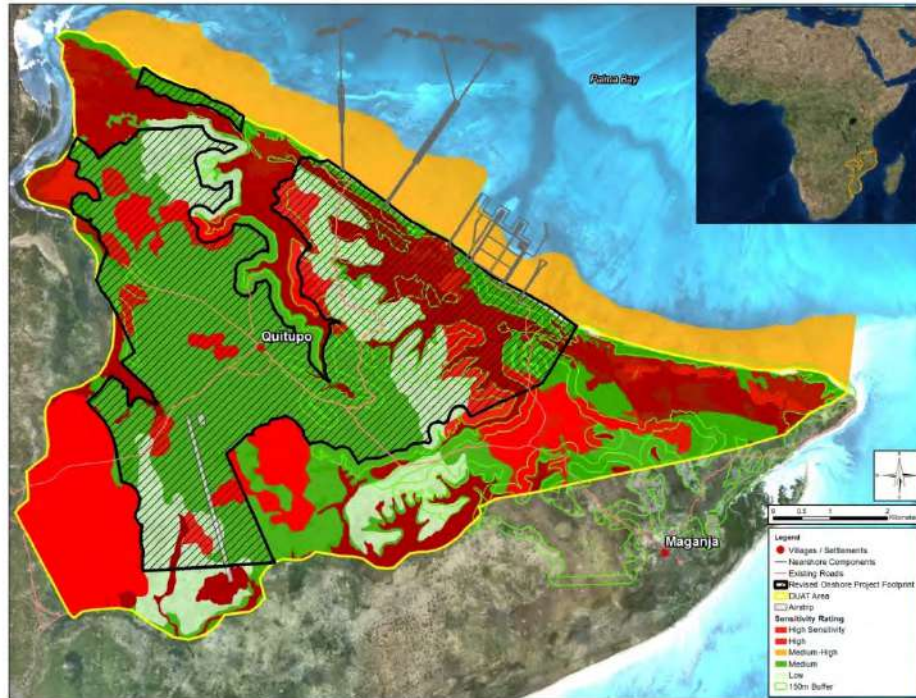 Palma Bay
Quitupo
Maganja
0 0.5 1 2
Kilometers
Legend
Villages / Settlements
Nearshore Components
Existing Roads
Revised Onshore Project Footprint
DUAT Area
Airstrip
Sensitivity Rating
High Sensitivity
High
Medium-High
Medium
Low
150m Buffer